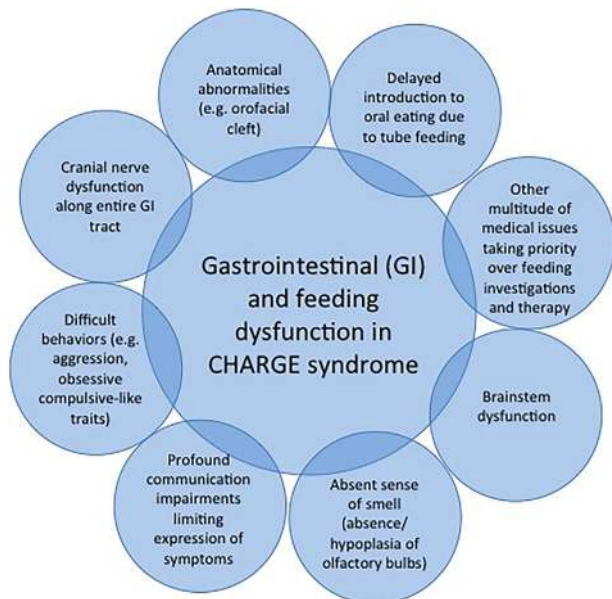 Anatomical
abnormalities
(e.g. orofacial
cleft)
Delayed
introduction to
oral eating due
to tube feeding
Other
multitude of
medical issues
taking priority
over feeding
investigations
and therapy
Brainstem
dysfunction
Absent sense
of smell
(absence/
hypoplasia of
olfactory bulbs)
Profound
communication
impairments
limiting
expression of
symptoms
Difficult
behaviors (e.g.
aggression,
obsessive
compulsive-like
traits)
Cranial nerve
dysfunction
along entire GI
tract
Gastrointestinal (GI)
and feeding
dysfunction in
CHARGE syndrome